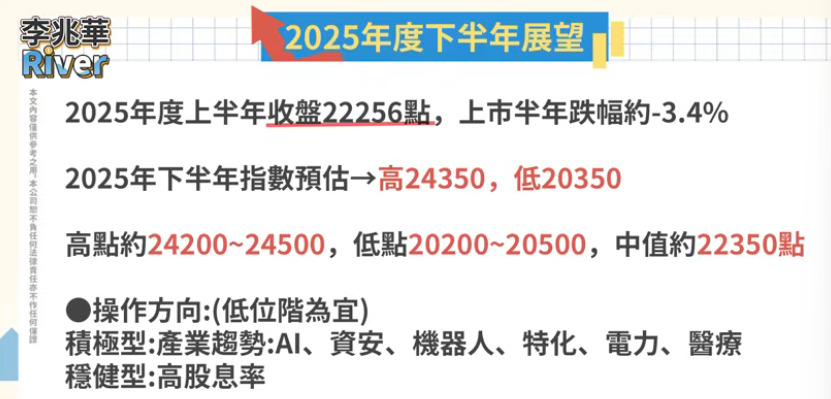 李兆華
River
2025年度下半年展望
本文內容僅供參考之用，本公司恕不負任何法律責任亦不作任何保證
2025年度上半年收盤22256點，上市半年跌幅約-3.4%
2025年下半年指數預估→高24350，低20350
高點約24200~24500，低點20200~20500，中值約22350點
●操作方向:(低位階為宜)
積極型:產業趨勢:AI、資安、機器人、特化、電力、醫療
穩健型:高股息率